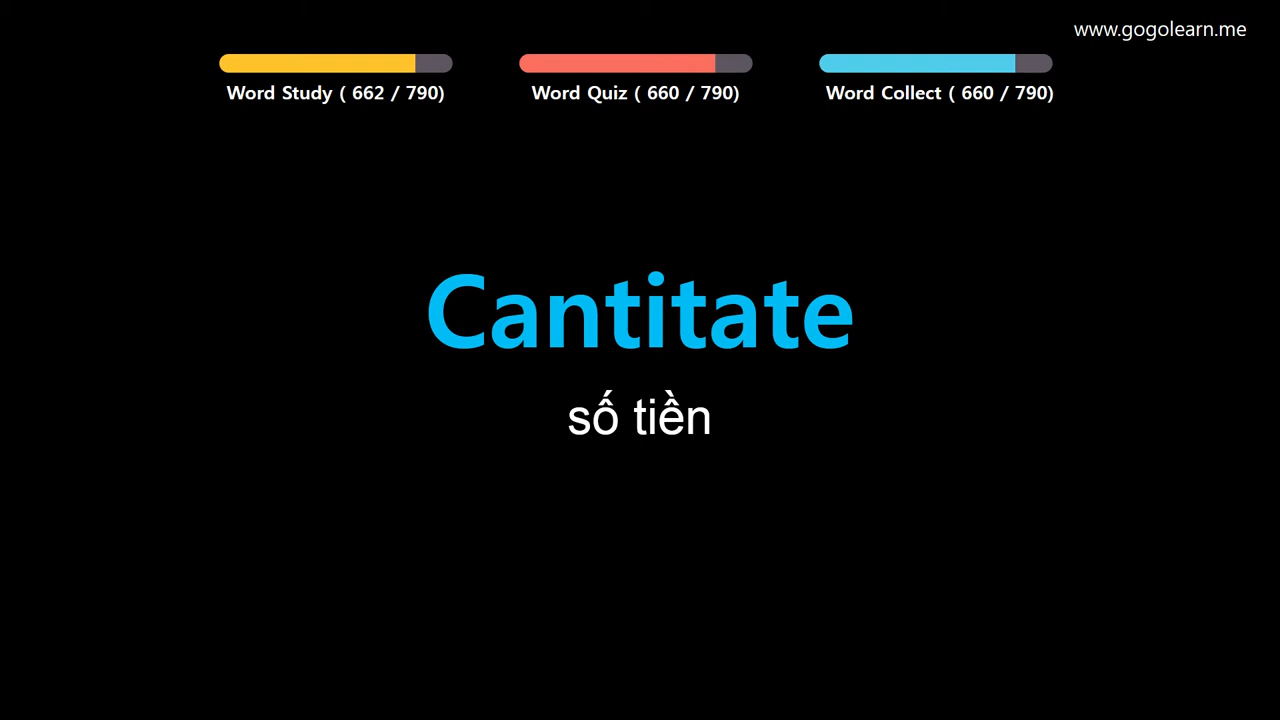 www.gogolearn.me
Word Study ( 662 / 790)
Word Quiz ( 660 / 790)
Word Collect ( 660 / 790)
Cantitate
số tiền